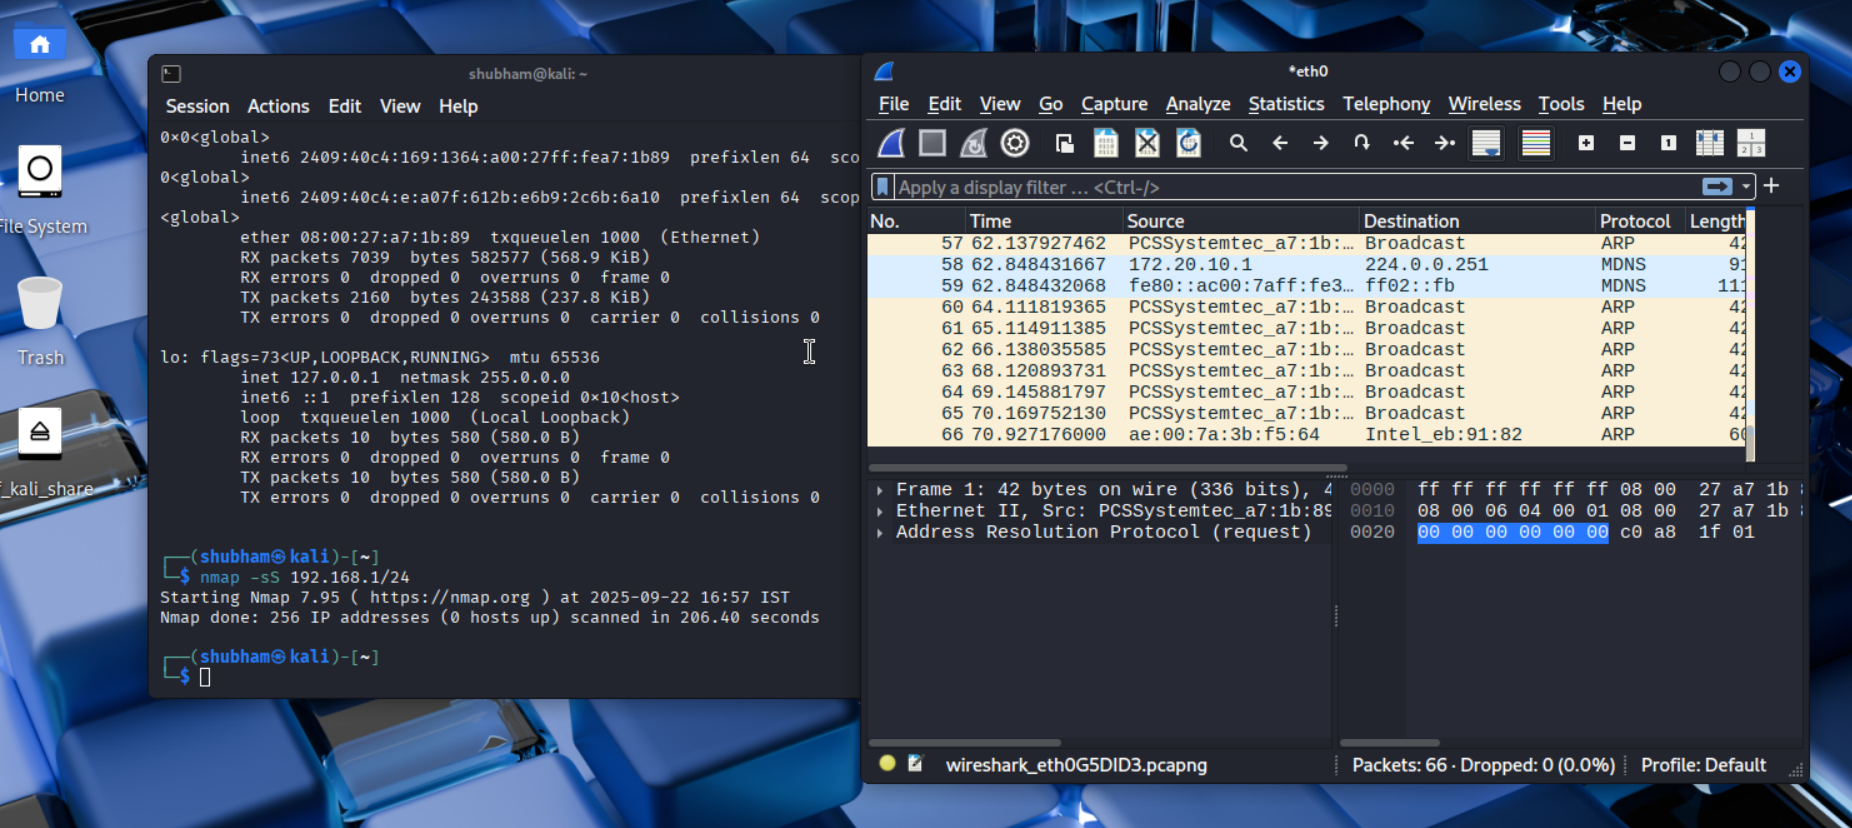 Home
File System
Trash
f_kali_share
shubham@kali: ~
Session Actions Edit View Help
0×0<global>
inet6 2409:40c4:169:1364:a00:27ff:fea7:1b89 prefixlen 64 sco
0<global>
inet6 2409:40c4:e:a07f:612b:e6b9:2c6b:6a10 prefixlen 64 scop
<global>
ether 08:00:27:a7:1b:89 txqueuelen 1000 (Ethernet)
RX packets 7039 bytes 582577 (568.9 KiB)
RX errors 0 dropped 0 overruns 0 frame 0
TX packets 2160 bytes 243588 (237.8 KiB)
TX errors 0 dropped 0 overruns 0 carrier 0 collisions 0
lo: flags=73<UP,LOOPBACK,RUNNING> mtu 65536
inet 127.0.0.1 netmask 255.0.0.0
inet6 ::1 prefixlen 128 scopeid 0×10<host>
loop txqueuelen 1000 (Local Loopback)
RX packets 10 bytes 580 (580.0 B)
RX errors 0 dropped 0 overruns 0 frame 0
TX packets 10 bytes 580 (580.0 B)
TX errors 0 dropped 0 overruns 0 carrier 0 collisions 0
(shubham㉿kali)-[~]
$ nmap -sS 192.168.1/24
Starting Nmap 7.95 ( https://nmap.org ) at 2025-09-22 16:57 IST
Nmap done: 256 IP addresses (0 hosts up) scanned in 206.40 seconds
(shubham㉿kali)-[~]
$
*eth0
File Edit View Go Capture Analyze Statistics Telephony Wireless Tools Help
Apply a display filter … <Ctrl-/>
No. Time Source Destination Protocol Length
57 62.137927462 PCSSystemtec_a7:1b:… Broadcast ARP 42
58 62.848431667 172.20.10.1 224.0.0.251 MDNS 91
59 62.848432068 fe80::ac00:7aff:fe3… ff02::fb MDNS 111
60 64.111819365 PCSSystemtec_a7:1b:… Broadcast ARP 42
61 65.114911385 PCSSystemtec_a7:1b:… Broadcast ARP 42
62 66.138035585 PCSSystemtec_a7:1b:… Broadcast ARP 42
63 68.120893731 PCSSystemtec_a7:1b:… Broadcast ARP 42
64 69.145881797 PCSSystemtec_a7:1b:… Broadcast ARP 42
65 70.169752130 PCSSystemtec_a7:1b:… Broadcast ARP 42
66 70.927176000 ae:00:7a:3b:f5:64 Intel_eb:91:82 ARP 60
Frame 1: 42 bytes on wire (336 bits), 4
Ethernet II, Src: PCSSystemtec_a7:1b:89
Address Resolution Protocol (request)
0000 ff ff ff ff ff ff 08 00 27 a7 1b
0010 08 00 06 04 00 01 08 00 27 a7 1b
0020 00 00 00 00 00 00 c0 a8 1f 01
wireshark_eth0G5DID3.pcapng
Packets: 66 · Dropped: 0 (0.0%)
Profile: Default